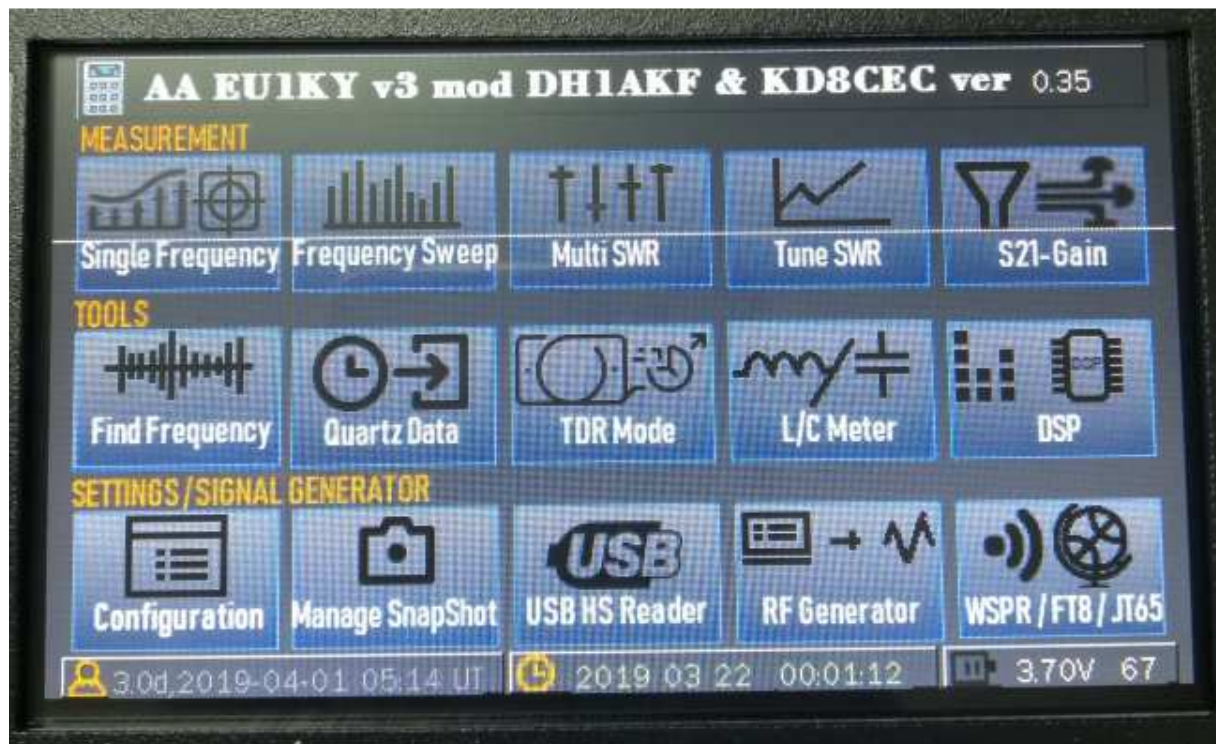 AA EU1KY v3 mod DH1AKF & KD8CEC ver 0.35
MEASUREMENT
Single Frequency Frequency Sweep Multi SWR Tune SWR S21-Gain
TOOLS
DSP
Find Frequency Quartz Data TDR Mode L/C Meter DSP
SETTINGS/SIGNAL GENERATOR
USB
Configuration Manage SnapShot USB HS Reader RF Generator WSPR / FT8 / JT65
3.0d,2019-04-01 05:14 UT 2019 03 22 00:01:12 3.70V 67